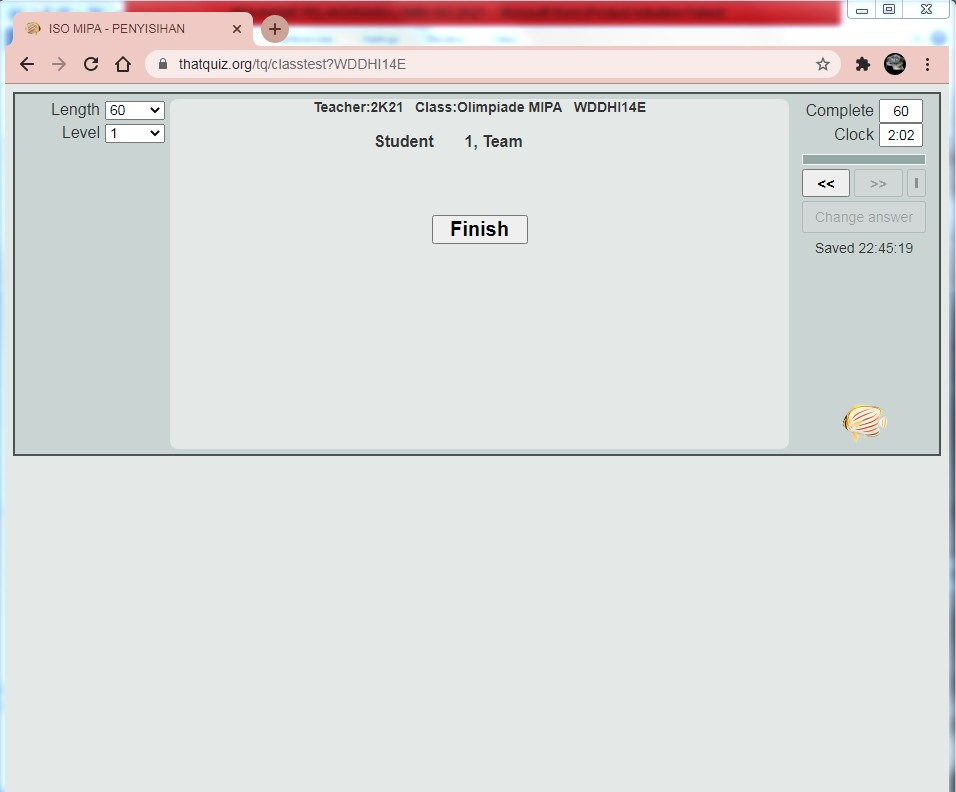 ISO MIPA - PENYISIHAN
thatquiz.org/tq/classtest?WDDHI14E
Length 60
Level 1
Teacher:2K21 Class:Olimpiade MIPA WDDHI14E
Student 1, Team
Finish
Complete 60
Clock 2:02
<< >> I
Change answer
Saved 22:45:19